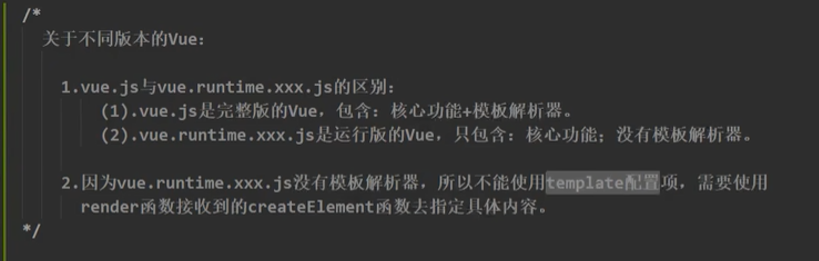 /*
关于不同版本的Vue：
1.vue.js与vue.runtime.xxx.js的区别：
(1).vue.js是完整版的Vue，包含：核心功能+模板解析器。
(2).vue.runtime.xxx.js是运行版的Vue，只包含：核心功能；没有模板解析器。
2.因为vue.runtime.xxx.js没有模板解析器，所以不能使用template配置项，需要使用
render函数接收到的createElement函数去指定具体内容。
*/